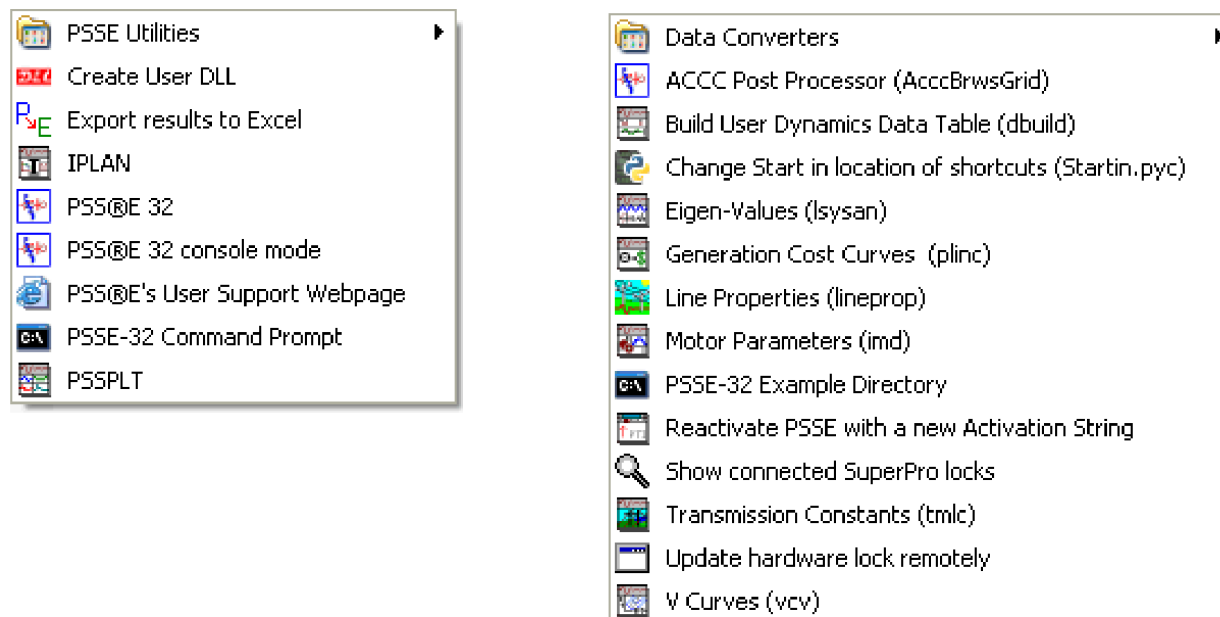 PSSE Utilities
Create User DLL
Export results to Excel
IPLAN
PSS®E 32
PSS®E 32 console mode
PSS®E's User Support Webpage
PSSE-32 Command Prompt
PSSPLT
Data Converters
ACCC Post Processor (AcccBrwsGrid)
Build User Dynamics Data Table (dbuild)
Change Start in location of shortcuts (Startin.pyc)
Eigen-Values (lsysan)
Generation Cost Curves (plinc)
Line Properties (lineprop)
Motor Parameters (imd)
PSSE-32 Example Directory
Reactivate PSSE with a new Activation String
Show connected SuperPro locks
Transmission Constants (tmlc)
Update hardware lock remotely
V Curves (vcv)